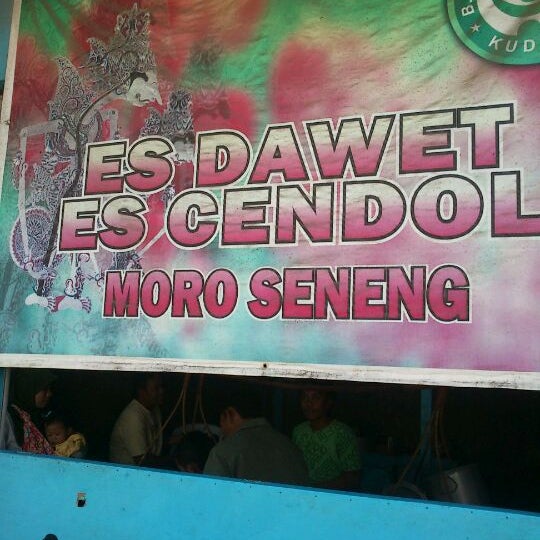 ES DAWET
ES CENDOL
MORO SENENG